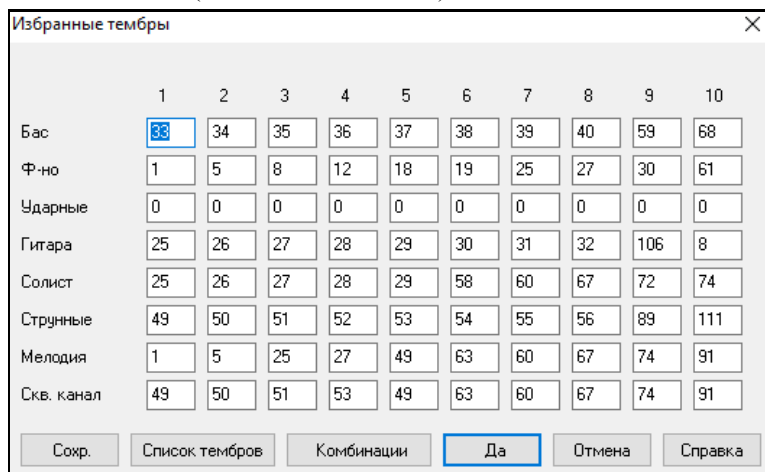 Избранные тембры
1 2 3 4 5 6 7 8 9 10
Бас 33 34 35 36 37 38 39 40 59 68
Ф-но 1 5 8 12 18 19 25 27 30 61
Ударные 0 0 0 0 0 0 0 0 0 0
Гитара 25 26 27 28 29 30 31 32 106 8
Солист 25 26 27 28 29 58 60 67 72 74
Струнные 49 50 51 52 53 54 55 56 89 111
Мелодия 1 5 25 27 49 63 60 67 74 91
Скв. канал 49 50 51 53 49 63 60 67 74 91
Сохр. Список тембров Комбинации Да Отмена Справка